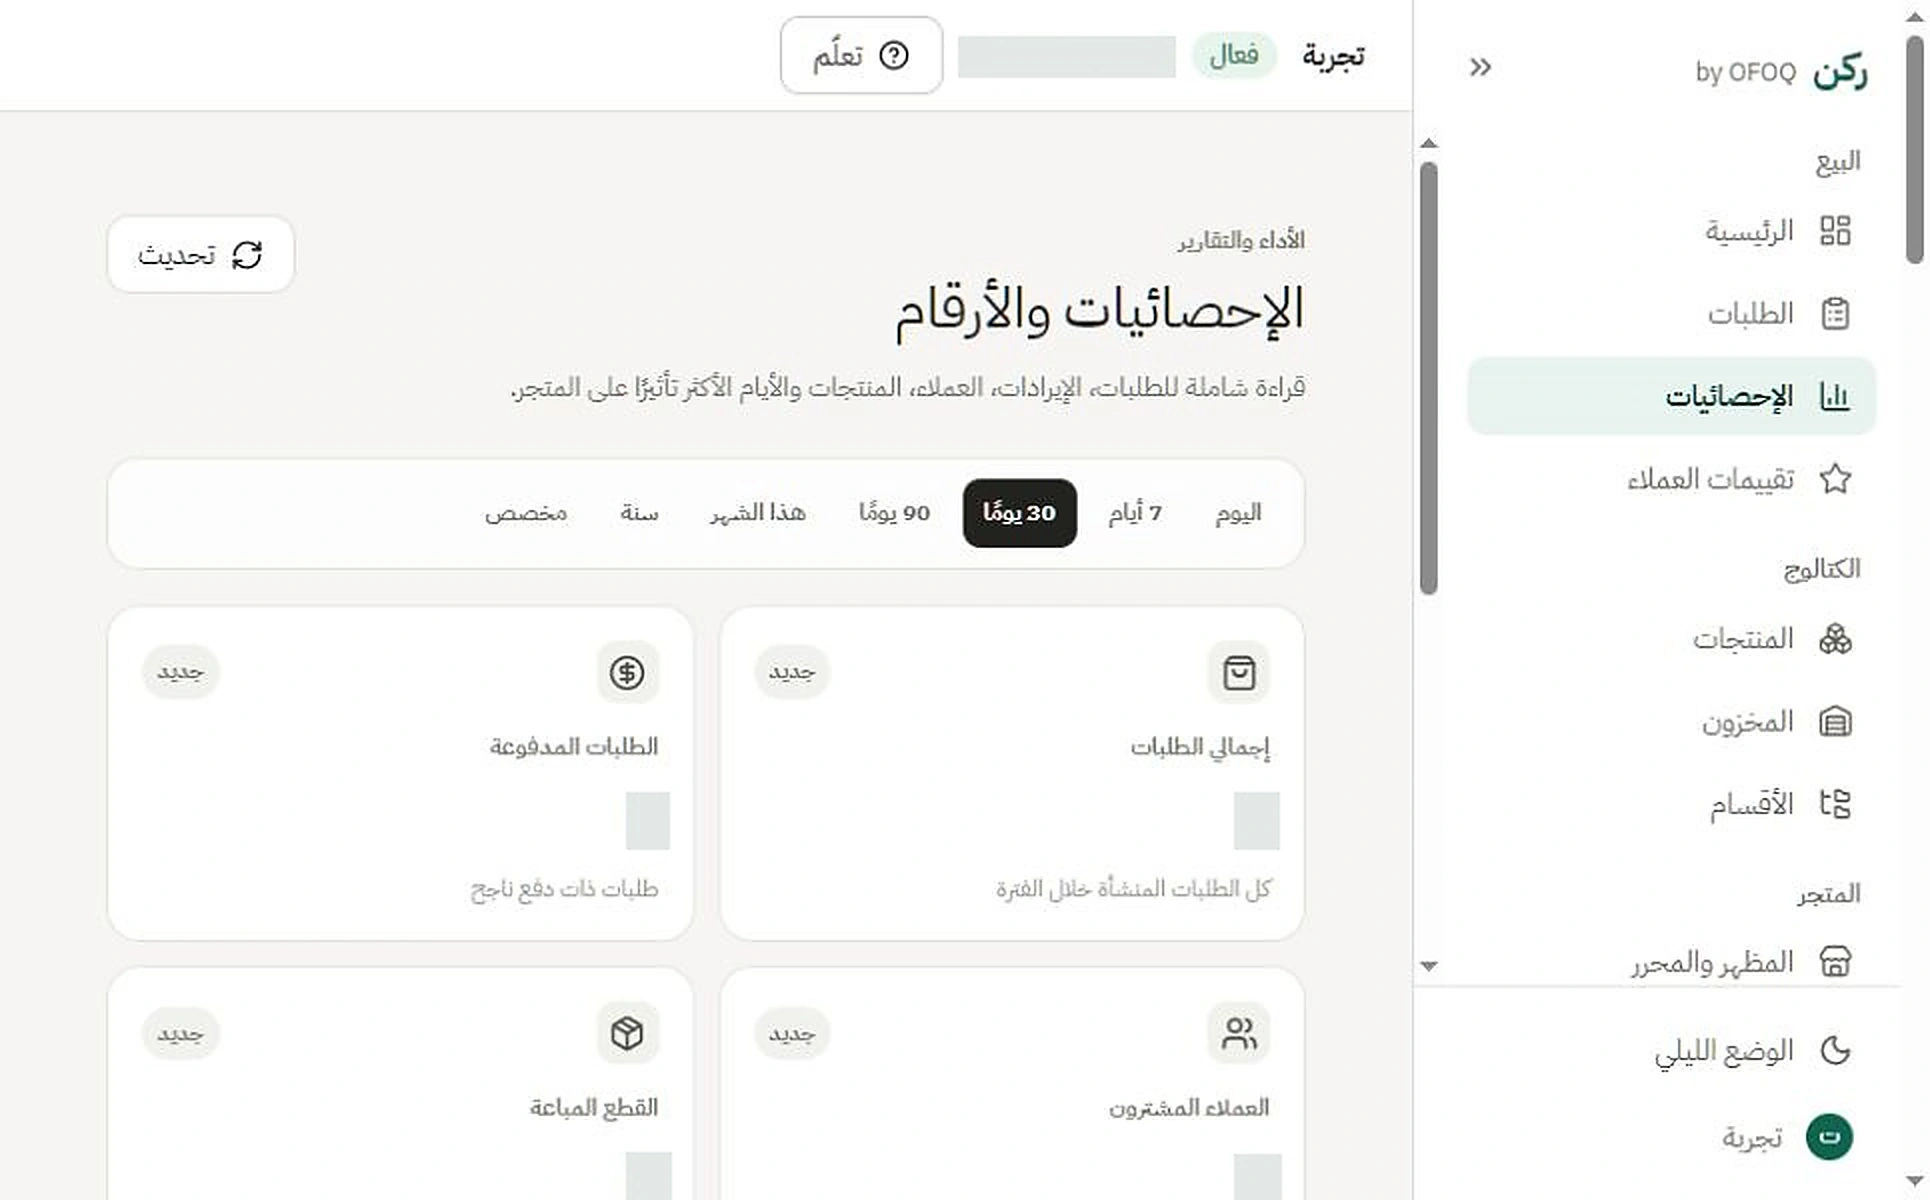 ركن by OFOQ
البيع
الرئيسية
الطلبات
الإحصائيات
تقييمات العملاء
الكتالوج
المنتجات
المخزون
الأقسام
المتجر
المظهر والمحرر
الوضع الليلي
ت تجربة
تجربة فعال تعلّم
الأداء والتقارير
الإحصائيات والأرقام
قراءة شاملة للطلبات، الإيرادات، العملاء، المنتجات والأيام الأكثر تأثيرًا على المتجر.
تحديث
اليوم 7 أيام 30 يومًا 90 يومًا هذا الشهر سنة مخصص
جديد
إجمالي الطلبات
كل الطلبات المنشأة خلال الفترة
جديد
الطلبات المدفوعة
طلبات ذات دفع ناجح
جديد
العملاء المشترون
جديد
القطع المباعة